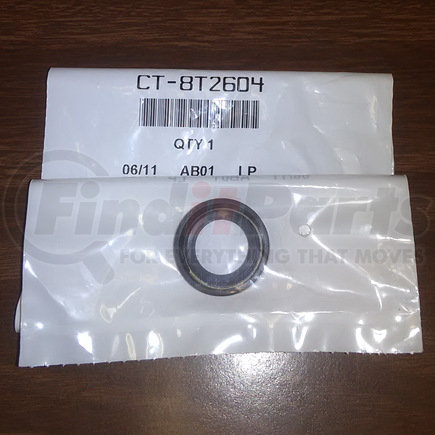 CT-8T2604
QTY 1
06/11 AB01 LP
FinditParts
FOR EVERYTHING THAT MOVES